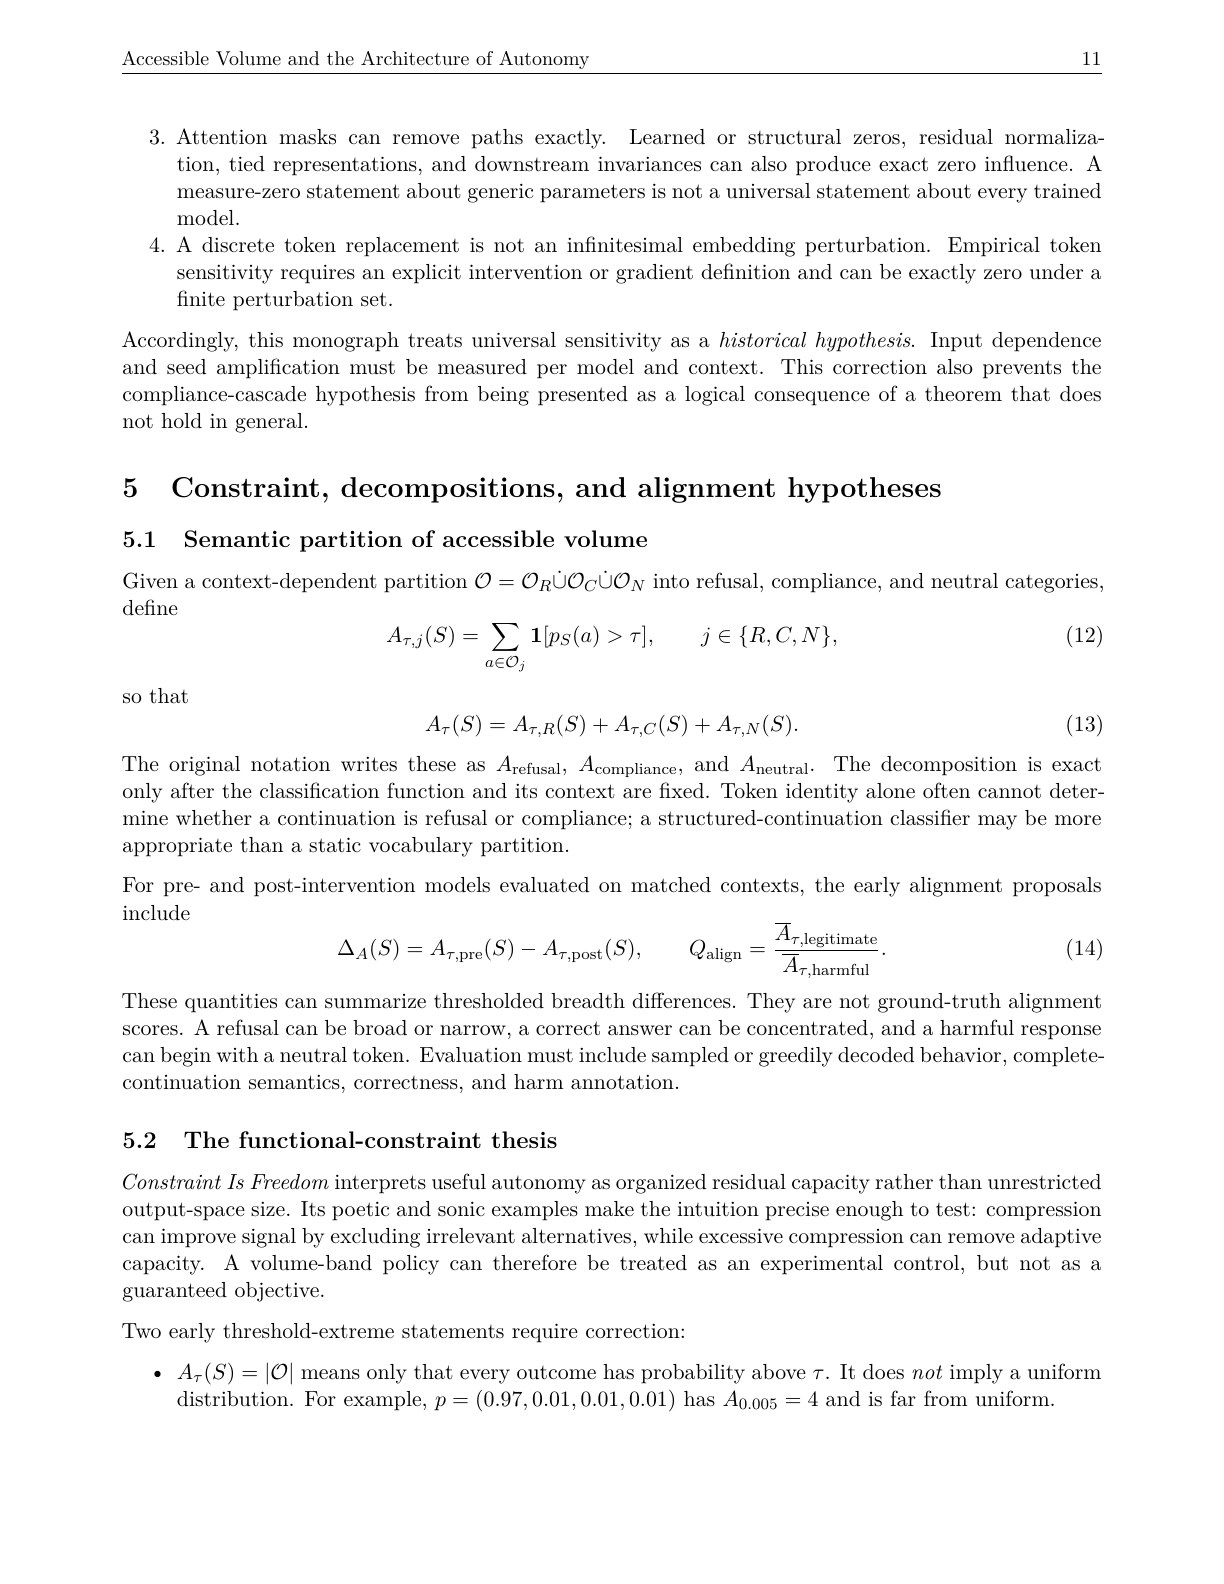 Accessible Volume and the Architecture of Autonomy 11
3. Attention masks can remove paths exactly. Learned or structural zeros, residual normaliza-
tion, tied representations, and downstream invariances can also produce exact zero influence. A
measure-zero statement about generic parameters is not a universal statement about every trained
model.
4. A discrete token replacement is not an infinitesimal embedding perturbation. Empirical token
sensitivity requires an explicit intervention or gradient definition and can be exactly zero under a
finite perturbation set.
Accordingly, this monograph treats universal sensitivity as a historical hypothesis. Input dependence
and seed amplification must be measured per model and context. This correction also prevents the
compliance-cascade hypothesis from being presented as a logical consequence of a theorem that does
not hold in general.
5 Constraint, decompositions, and alignment hypotheses
5.1 Semantic partition of accessible volume
Given a context-dependent partition 𝒪 = 𝒪_R ∪̇ 𝒪_C ∪̇ 𝒪_N into refusal, compliance, and neutral categories,
define
A_{τ,j}(S) = ∑_{a∈𝒪_j} 1[p_S(a) > τ], j ∈ {R, C, N}, (12)
so that
A_τ(S) = A_{τ,R}(S) + A_{τ,C}(S) + A_{τ,N}(S). (13)
The original notation writes these as A_refusal, A_compliance, and A_neutral. The decomposition is exact
only after the classification function and its context are fixed. Token identity alone often cannot deter-
mine whether a continuation is refusal or compliance; a structured-continuation classifier may be more
appropriate than a static vocabulary partition.
For pre- and post-intervention models evaluated on matched contexts, the early alignment proposals
include
Δ_A(S) = A_{τ,pre}(S) − A_{τ,post}(S), Q_align = A̅_{τ,legitimate} / A̅_{τ,harmful}. (14)
These quantities can summarize thresholded breadth differences. They are not ground-truth alignment
scores. A refusal can be broad or narrow, a correct answer can be concentrated, and a harmful response
can begin with a neutral token. Evaluation must include sampled or greedily decoded behavior, complete-
continuation semantics, correctness, and harm annotation.
5.2 The functional-constraint thesis
Constraint Is Freedom interprets useful autonomy as organized residual capacity rather than unrestricted
output-space size. Its poetic and sonic examples make the intuition precise enough to test: compression
can improve signal by excluding irrelevant alternatives, while excessive compression can remove adaptive
capacity. A volume-band policy can therefore be treated as an experimental control, but not as a
guaranteed objective.
Two early threshold-extreme statements require correction:
• A_τ(S) = |𝒪| means only that every outcome has probability above τ. It does not imply a uniform
distribution. For example, p = (0.97, 0.01, 0.01, 0.01) has A_{0.005} = 4 and is far from uniform.